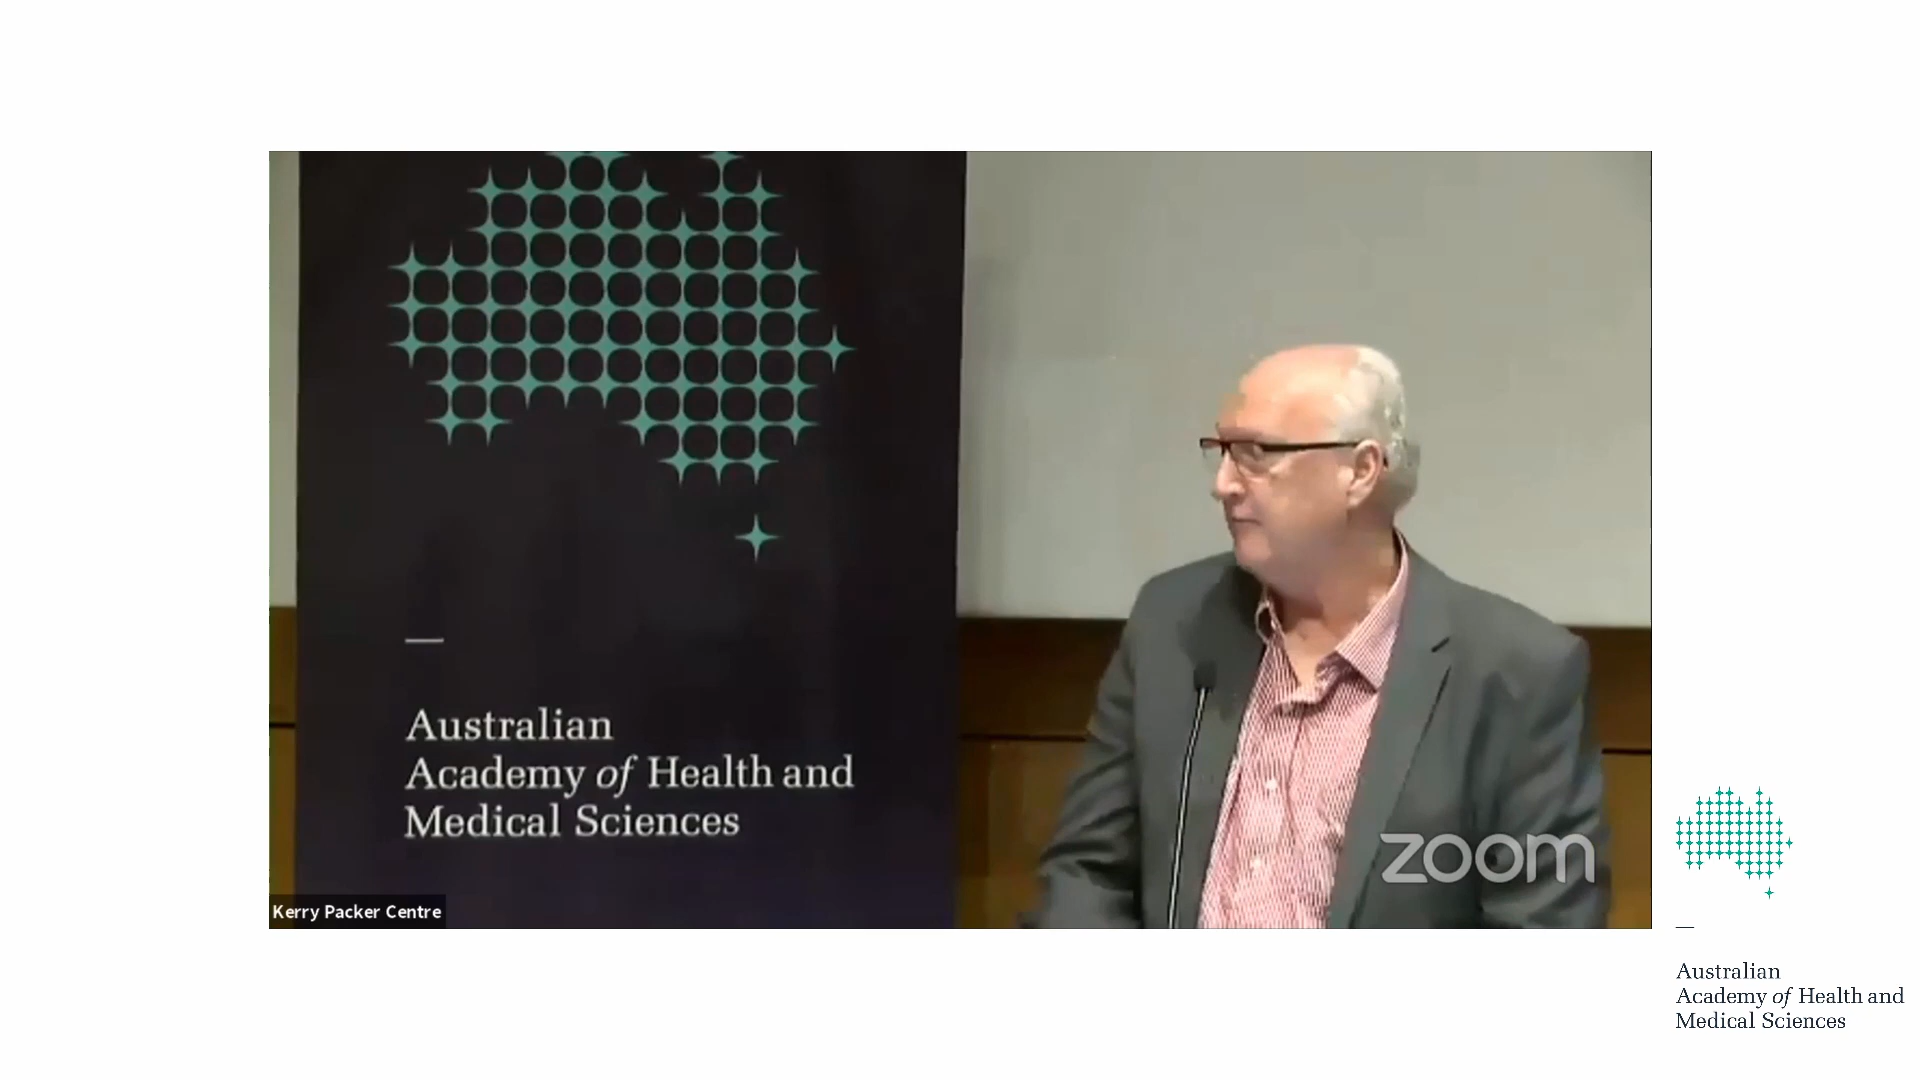 Australian
Academy of Health and
Medical Sciences
zoom
Kerry Packer Centre
Australian
Academy of Health and
Medical Sciences